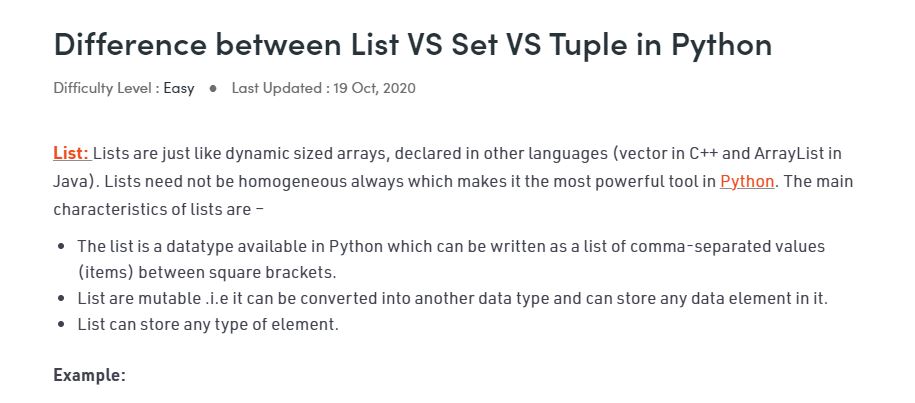 Difference between List VS Set VS Tuple in Python
Difficulty Level : Easy ● Last Updated : 19 Oct, 2020
List: Lists are just like dynamic sized arrays, declared in other languages (vector in C++ and ArrayList in
Java). Lists need not be homogeneous always which makes it the most powerful tool in Python. The main
characteristics of lists are –
• The list is a datatype available in Python which can be written as a list of comma-separated values
(items) between square brackets.
• List are mutable .i.e it can be converted into another data type and can store any data element in it.
• List can store any type of element.
Example: